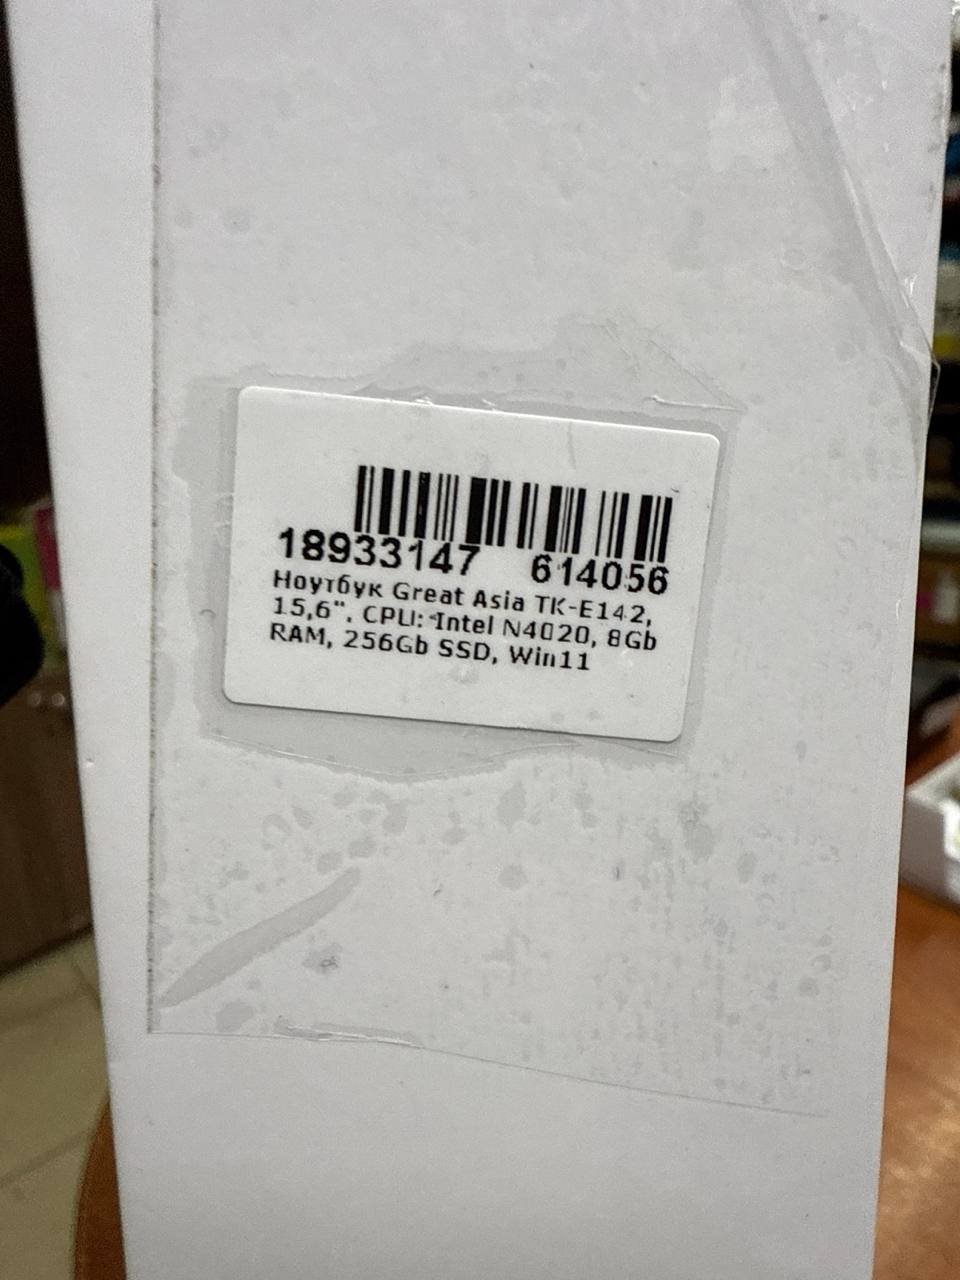 18933147 614056
Ноутбук Great Asia TK-E142,
15,6". CPU: Intel N4020, 8Gb
RAM, 256Gb SSD, Win11